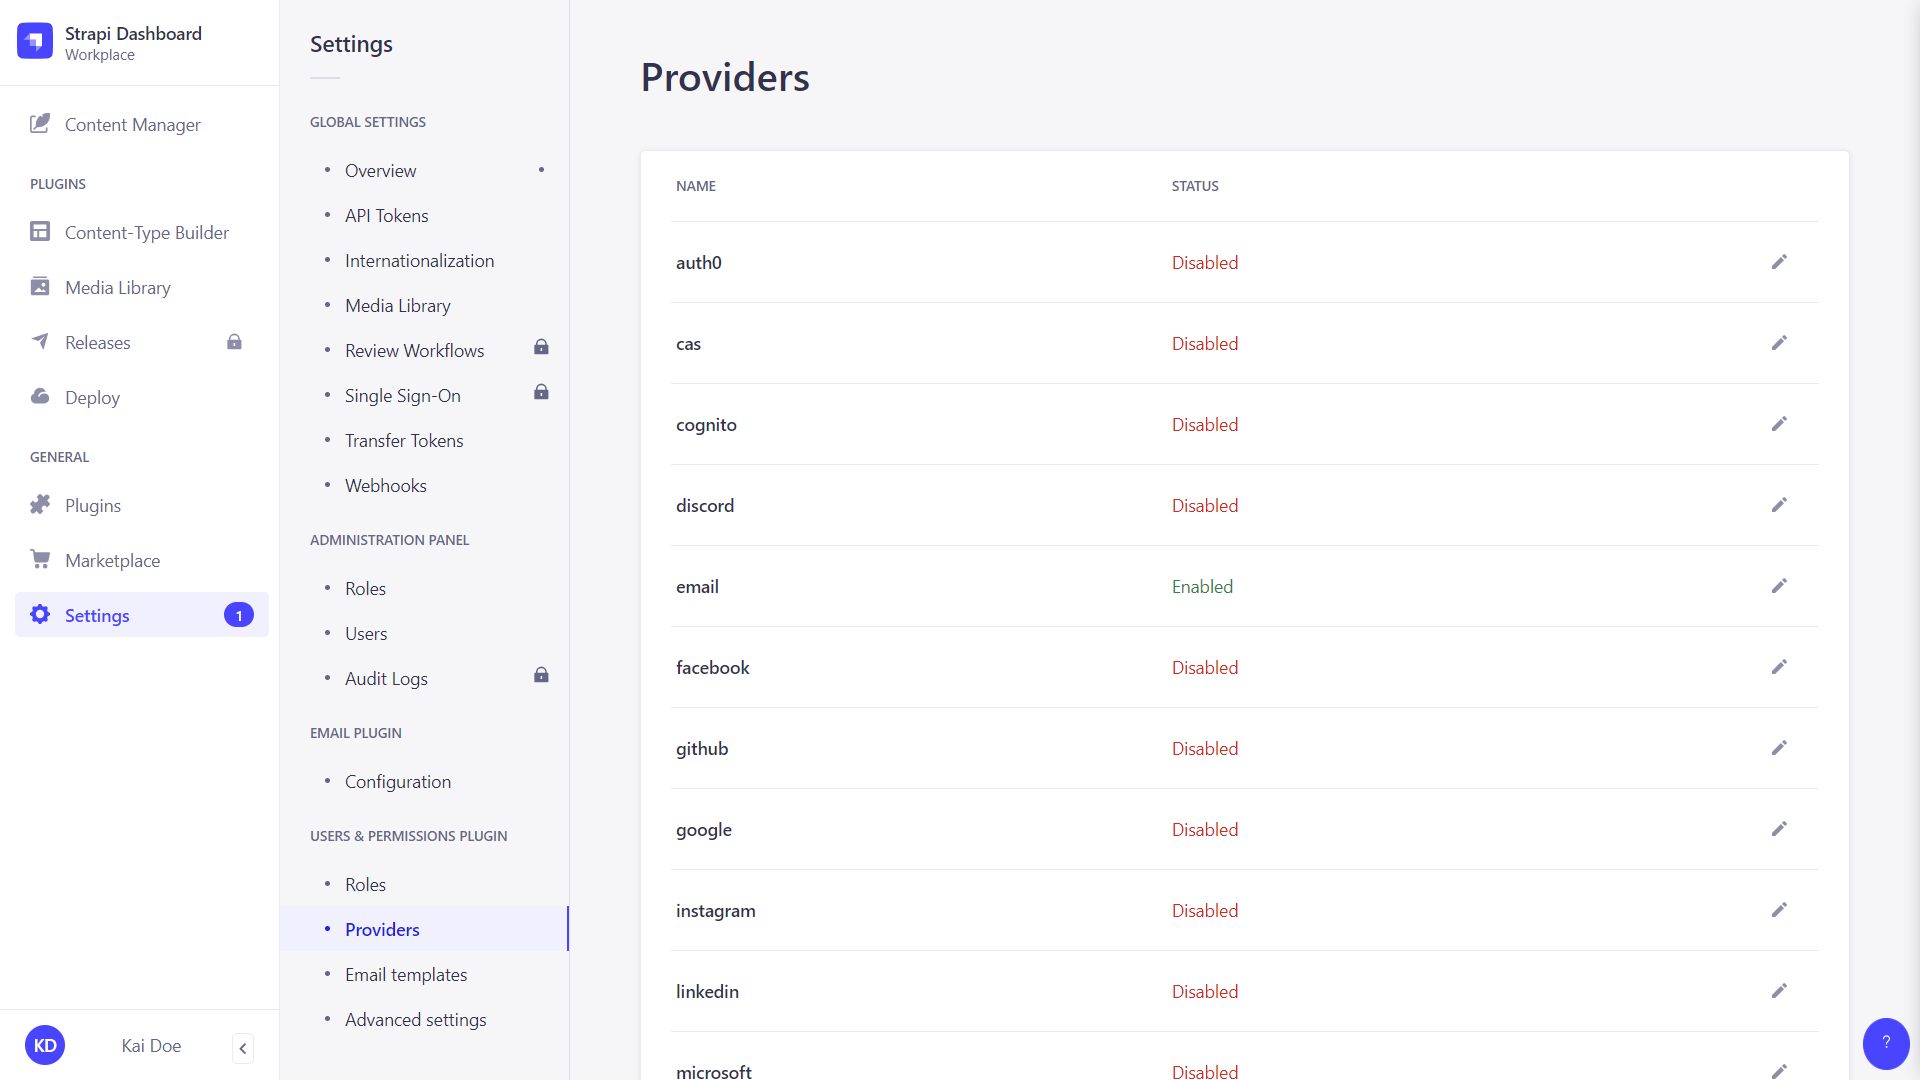 Strapi Dashboard
Workplace
Content Manager
PLUGINS
Content-Type Builder
Media Library
Releases
Deploy
GENERAL
Plugins
Marketplace
Settings
1
KD
Kai Doe
Settings
GLOBAL SETTINGS
Overview
API Tokens
Internationalization
Media Library
Review Workflows
Single Sign-On
Transfer Tokens
Webhooks
ADMINISTRATION PANEL
Roles
Users
Audit Logs
EMAIL PLUGIN
Configuration
USERS & PERMISSIONS PLUGIN
Roles
Providers
Email templates
Advanced settings
Providers
NAME STATUS
auth0 Disabled
cas Disabled
cognito Disabled
discord Disabled
email Enabled
facebook Disabled
github Disabled
google Disabled
instagram Disabled
linkedin Disabled
microsoft Disabled
?